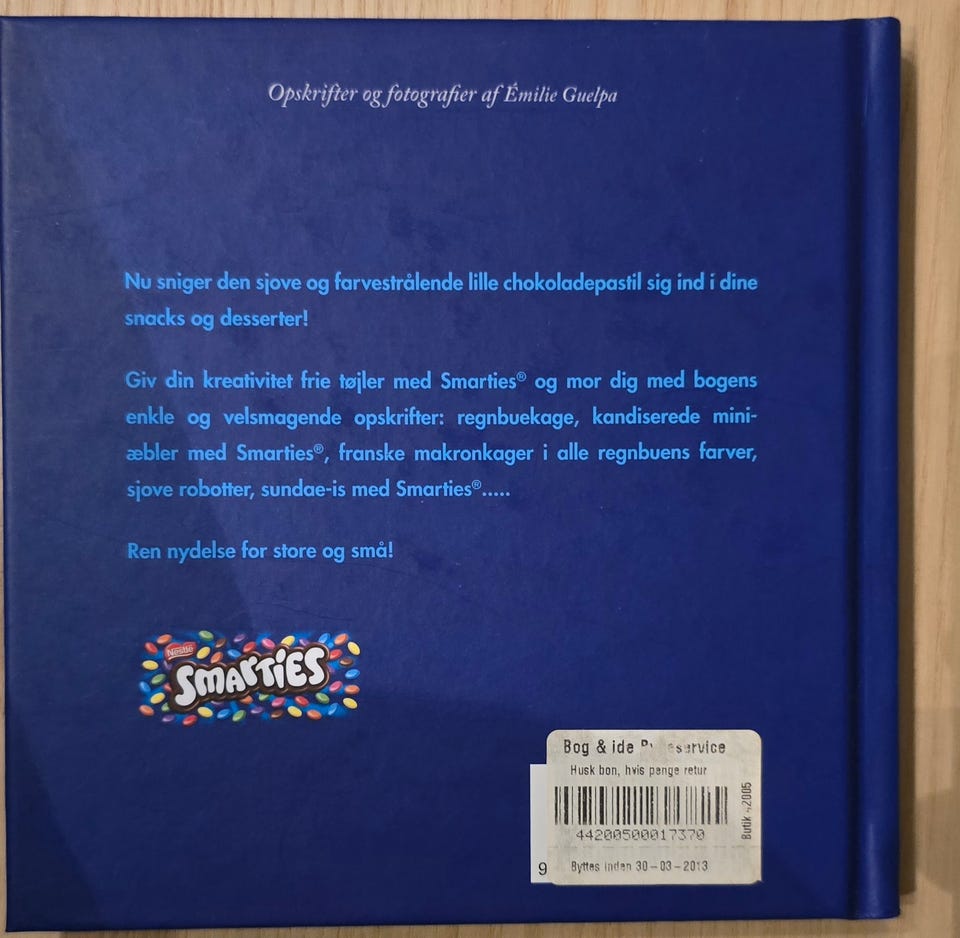 Opskrifter og fotografier af Émilie Guelpa
Nu sniger den sjove og farvestrålende lille chokoladepastil sig ind i dine
snacks og desserter!
Giv din kreativitet frie tøjler med Smarties® og mor dig med bogens
enkle og velsmagende opskrifter: regnbuekage, kandiserede mini-
æbler med Smarties®, franske makronkager i alle regnbuens farver,
sjove robotter, sundae-is med Smarties®.....
Ren nydelse for store og små!
Nestlé
SMARTIES
Bog & ide
Husk bon, hvis penge retur
44200500017370
Butik
9
Byttes inden 30-03-2013